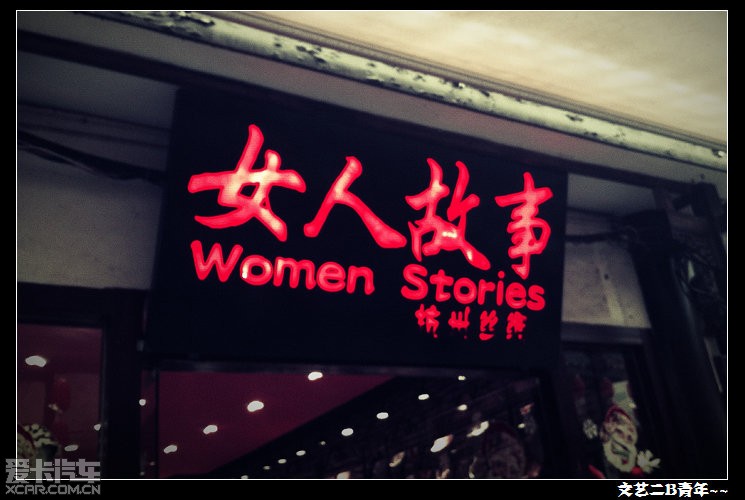 女人故事
Women Stories
杭州丝绸
爱卡汽车
XCAR.COM.CN
文艺二B青年~~